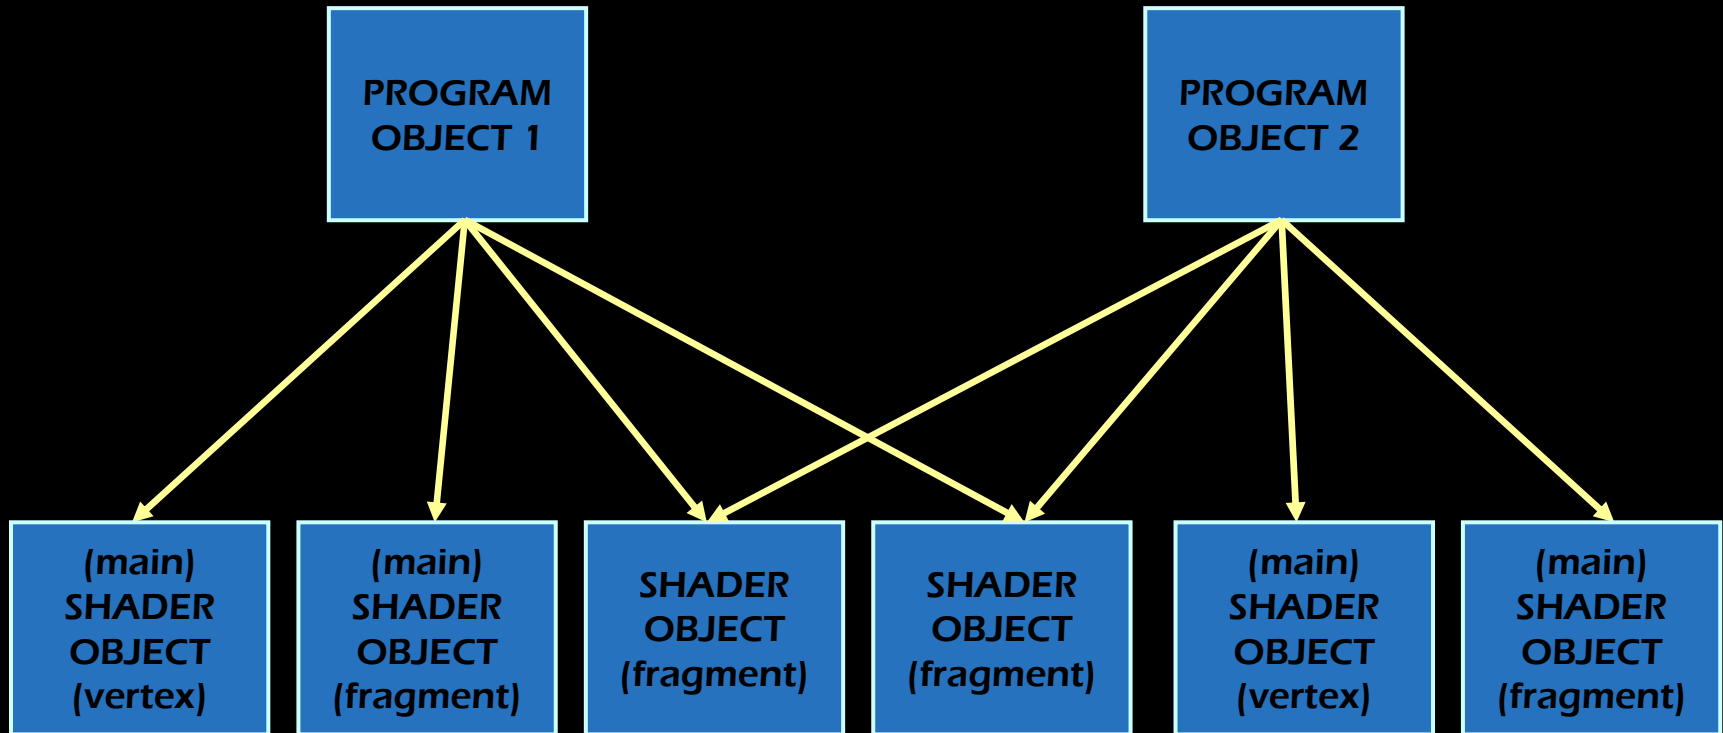 PROGRAM
OBJECT 1
PROGRAM
OBJECT 2
(main)
SHADER
OBJECT
(vertex)
(main)
SHADER
OBJECT
(fragment)
SHADER
OBJECT
(fragment)
SHADER
OBJECT
(fragment)
(main)
SHADER
OBJECT
(vertex)
(main)
SHADER
OBJECT
(fragment)